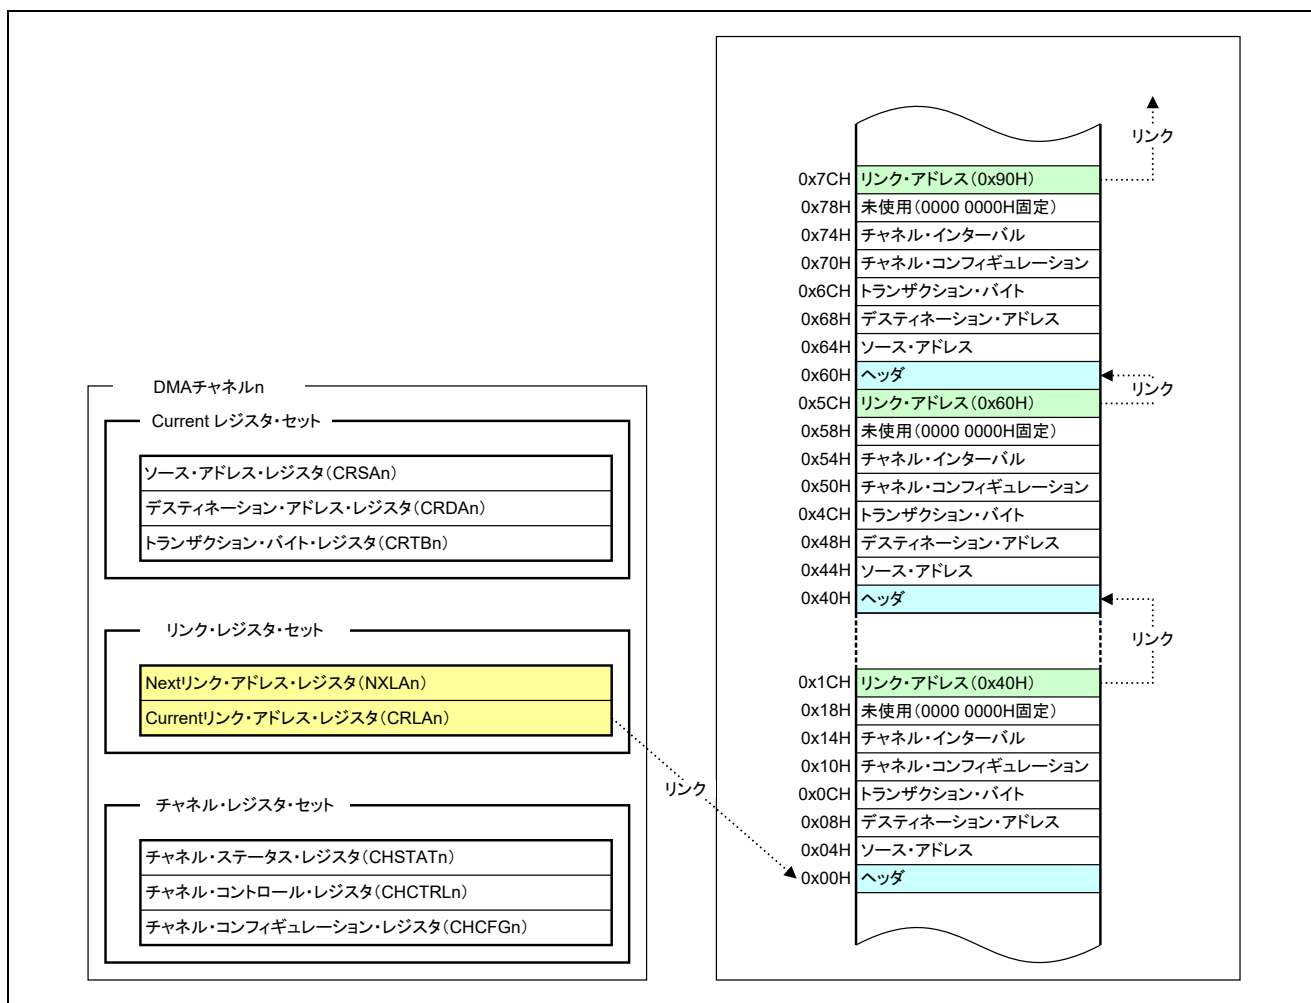 DMAチャネルn
Current レジスタ・セット
ソース・アドレス・レジスタ(CRSAn)
デスティネーション・アドレス・レジスタ(CRDAn)
トランザクション・バイト・レジスタ(CRTBn)
リンク・レジスタ・セット
Nextリンク・アドレス・レジスタ(NXLAn)
Currentリンク・アドレス・レジスタ(CRLAn)
チャネル・レジスタ・セット
チャネル・ステータス・レジスタ(CHSTATn)
チャネル・コントロール・レジスタ(CHCTRLn)
チャネル・コンフィギュレーション・レジスタ(CHCFGn)
リンク
リンク
0x7CH リンク・アドレス(0x90H)
0x78H 未使用(0000 0000H固定)
0x74H チャネル・インターバル
0x70H チャネル・コンフィギュレーション
0x6CH トランザクション・バイト
0x68H デスティネーション・アドレス
0x64H ソース・アドレス
0x60H ヘッダ
リンク
0x5CH リンク・アドレス(0x60H)
0x58H 未使用(0000 0000H固定)
0x54H チャネル・インターバル
0x50H チャネル・コンフィギュレーション
0x4CH トランザクション・バイト
0x48H デスティネーション・アドレス
0x44H ソース・アドレス
0x40H ヘッダ
リンク
0x1CH リンク・アドレス(0x40H)
0x18H 未使用(0000 0000H固定)
0x14H チャネル・インターバル
0x10H チャネル・コンフィギュレーション
0x0CH トランザクション・バイト
0x08H デスティネーション・アドレス
0x04H ソース・アドレス
0x00H ヘッダ